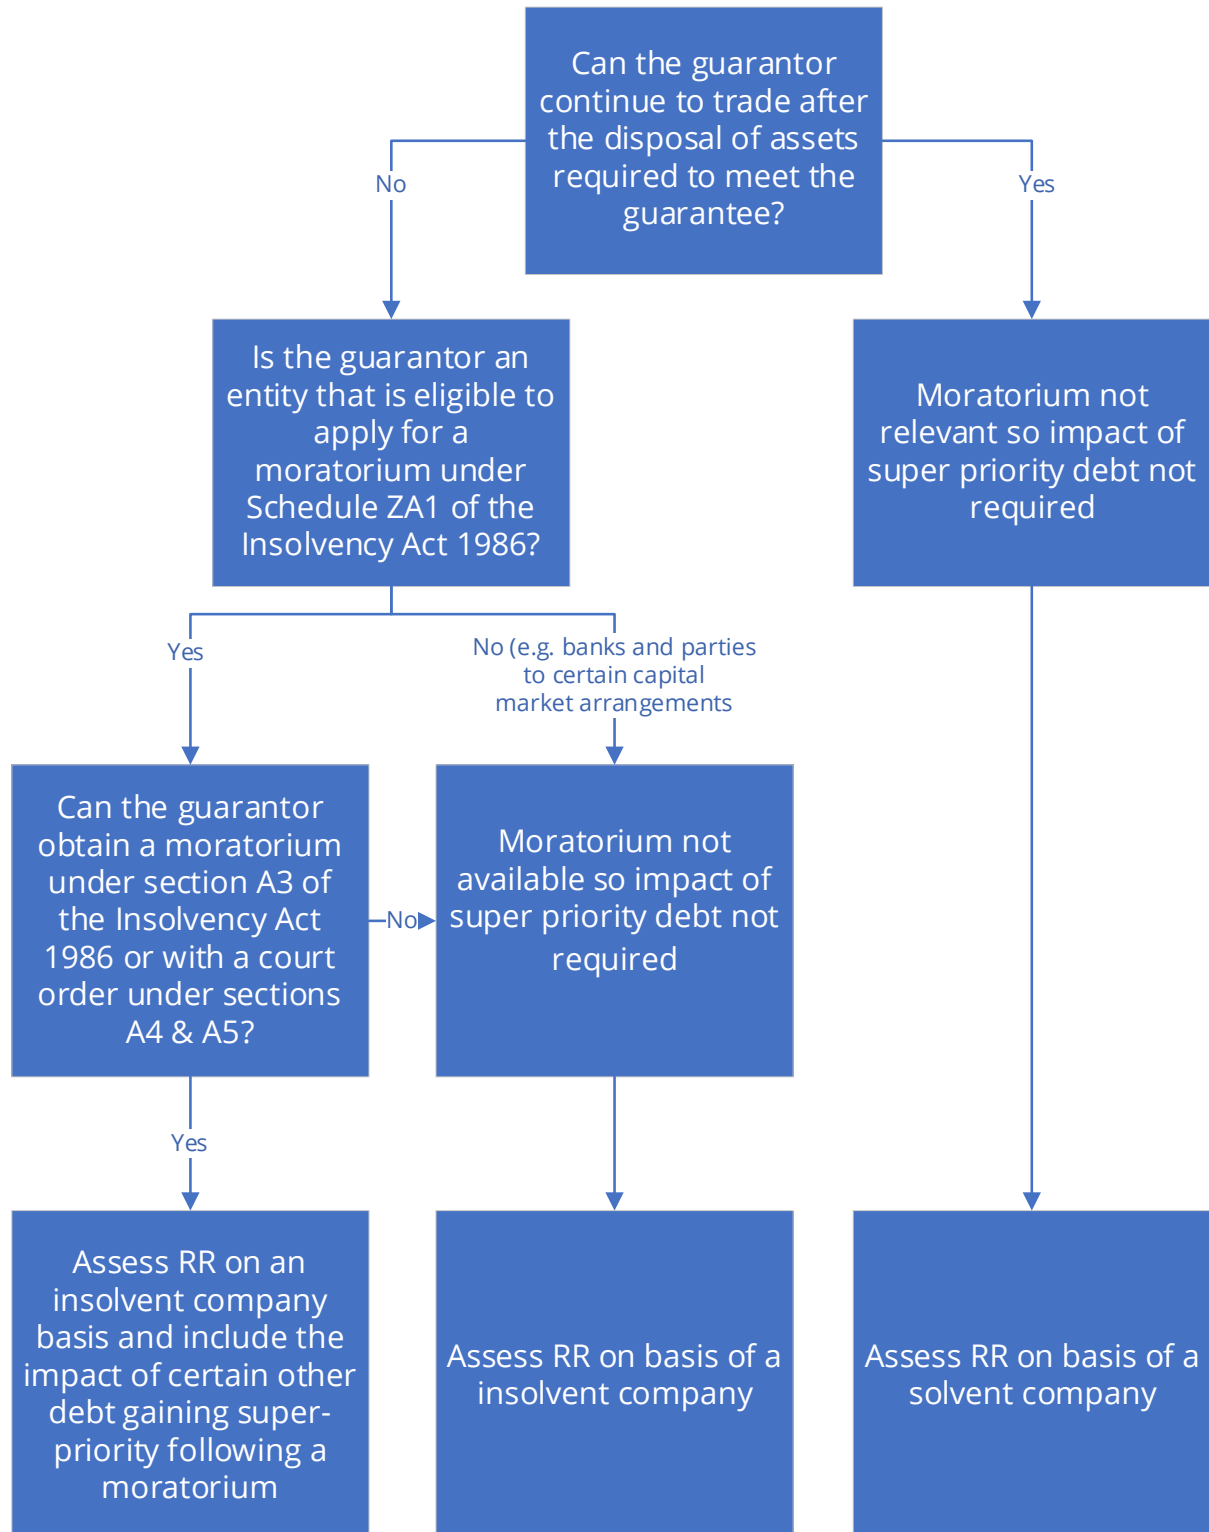 Can the guarantor
continue to trade after
the disposal of assets
required to meet the
guarantee?
No
Yes
Is the guarantor an
entity that is eligible to
apply for a
moratorium under
Schedule ZA1 of the
Insolvency Act 1986?
Moratorium not
relevant so impact of
super priority debt not
required
Yes
No (e.g. banks and parties
to certain capital
market arrangements
Can the guarantor
obtain a moratorium
under section A3 of
the Insolvency Act
1986 or with a court
order under sections
A4 & A5?
No
Moratorium not
available so impact of
super priority debt not
required
Yes
Assess RR on an
insolvent company
basis and include the
impact of certain other
debt gaining super-
priority following a
moratorium
Assess RR on basis of a
insolvent company
Assess RR on basis of a
solvent company